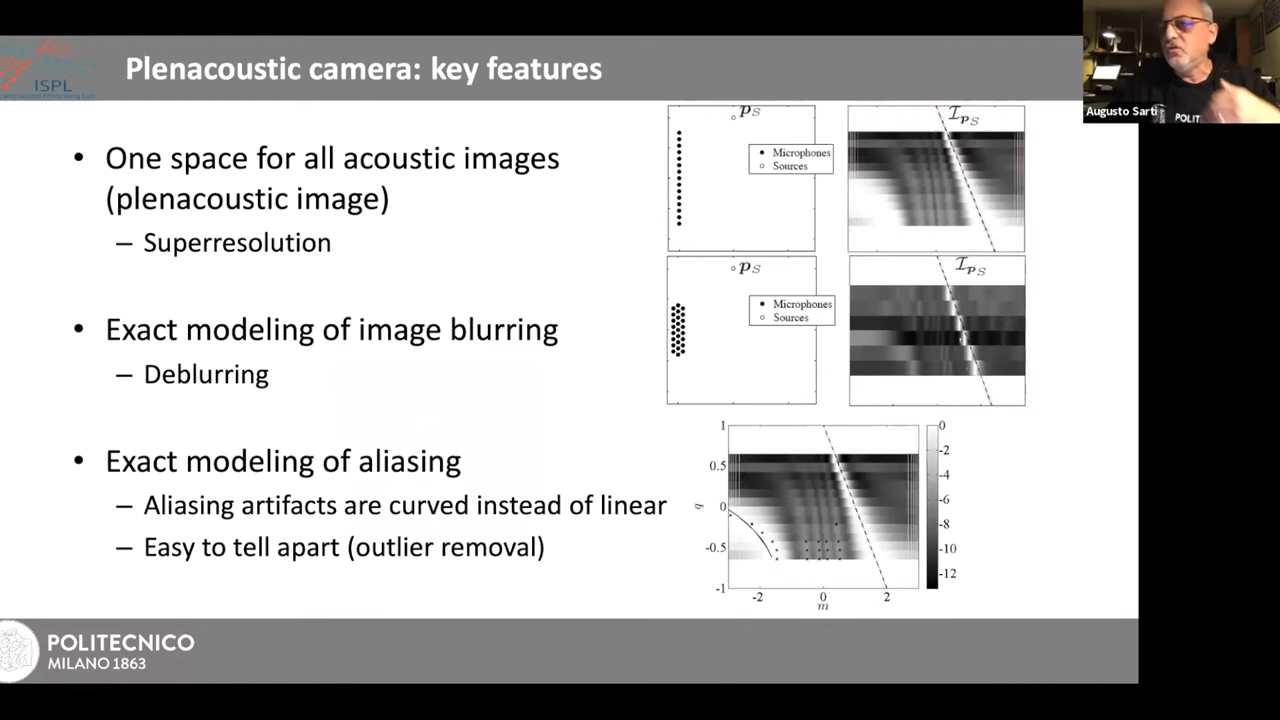 Plenacoustic camera: key features
ISPL
Augusto Sarti
• One space for all acoustic images
(plenacoustic image)
– Superresolution
• Exact modeling of image blurring
– Deblurring
• Exact modeling of aliasing
– Aliasing artifacts are curved instead of linear
– Easy to tell apart (outlier removal)
p_S
Microphones
Sources
I_p_S
p_S
Microphones
Sources
I_p_S
1
0.5
0
-0.5
-1
q
-2
0
2
m
0
-2
-4
-6
-8
-10
-12
POLITECNICO
MILANO 1863